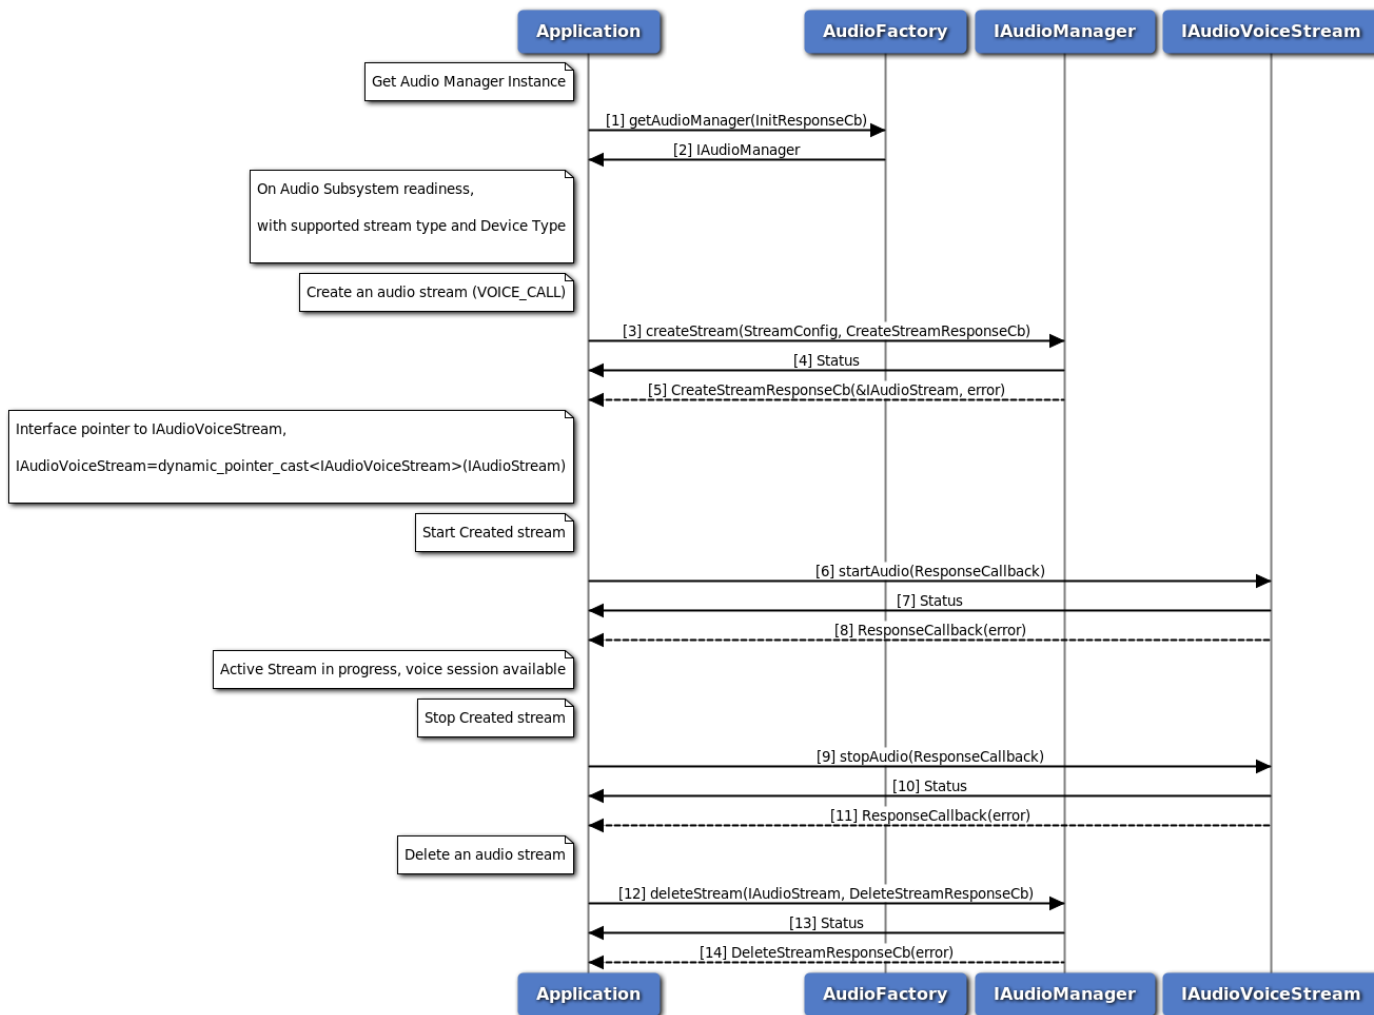 Application
AudioFactory
IAudioManager
IAudioVoiceStream
Get Audio Manager Instance
[1] getAudioManager(InitResponseCb)
[2] IAudioManager
On Audio Subsystem readiness,
with supported stream type and Device Type
Create an audio stream (VOICE_CALL)
[3] createStream(StreamConfig, CreateStreamResponseCb)
[4] Status
[5] CreateStreamResponseCb(&IAudioStream, error)
Interface pointer to IAudioVoiceStream,
IAudioVoiceStream=dynamic_pointer_cast<IAudioVoiceStream>(IAudioStream)
Start Created stream
[6] startAudio(ResponseCallback)
[7] Status
[8] ResponseCallback(error)
Active Stream in progress, voice session available
Stop Created stream
[9] stopAudio(ResponseCallback)
[10] Status
[11] ResponseCallback(error)
Delete an audio stream
[12] deleteStream(IAudioStream, DeleteStreamResponseCb)
[13] Status
[14] DeleteStreamResponseCb(error)
Application
AudioFactory
IAudioManager
IAudioVoiceStream